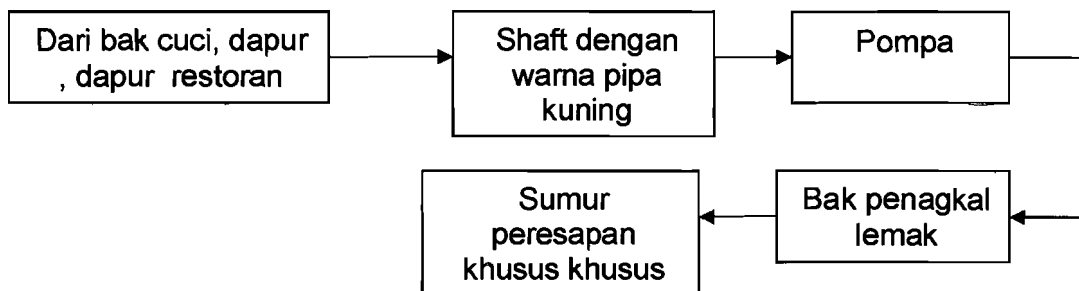 Dari bak cuci, dapur
, dapur restoran
Shaft dengan
warna pipa
kuning
Pompa
Bak penagkal
lemak
Sumur
peresapan
khusus khusus